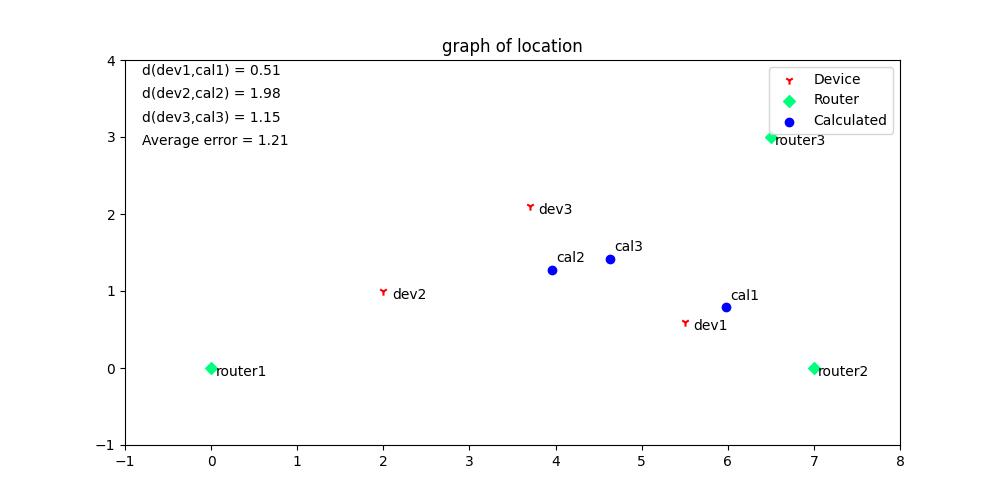 graph of location
4
d(dev1,cal1) = 0.51
d(dev2,cal2) = 1.98
d(dev3,cal3) = 1.15
Average error = 1.21
Device
Router
Calculated
3
router3
2
dev3
cal3
cal2
1
dev2
cal1
dev1
0
router1
router2
−1
−1 0 1 2 3 4 5 6 7 8